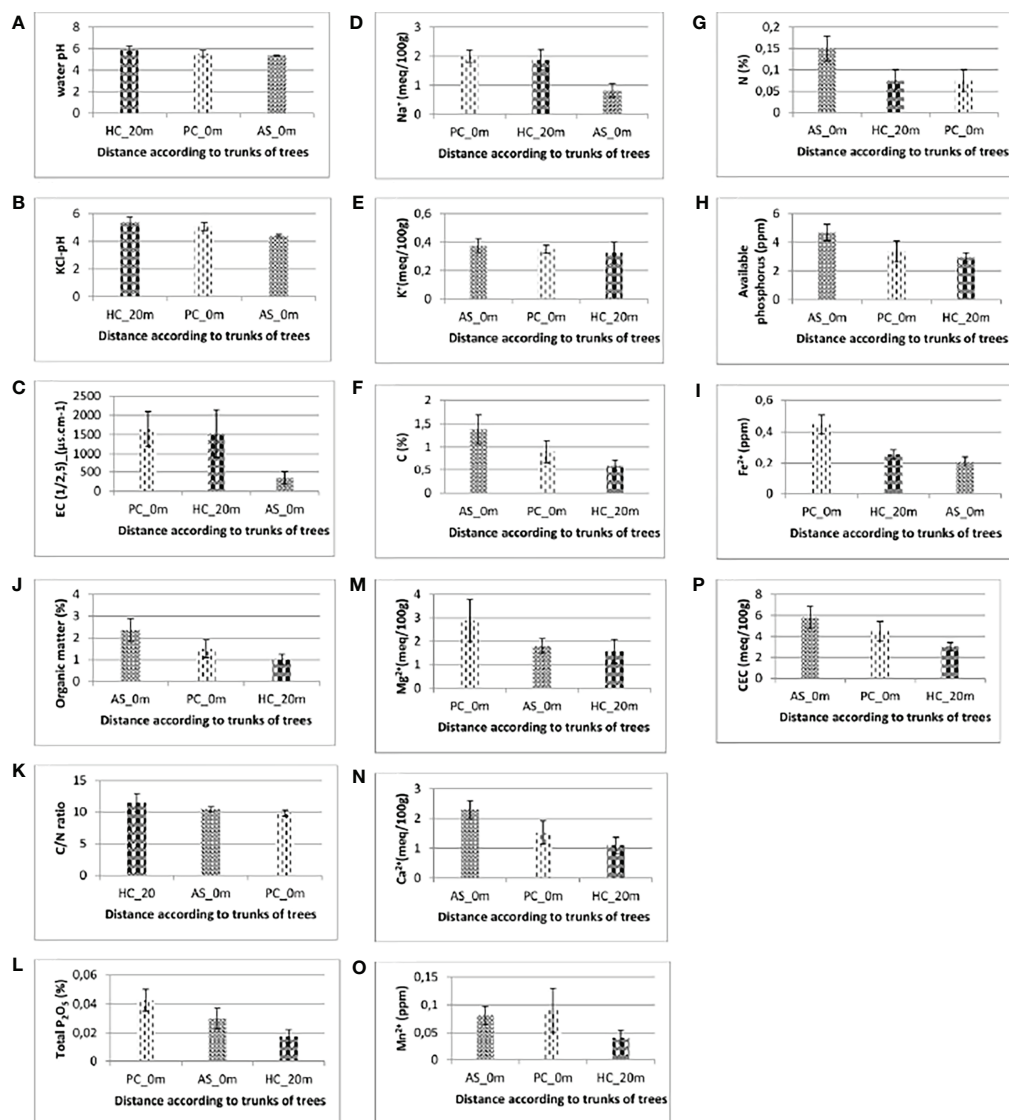 A
water pH
8
6
4
2
0
HC_20m PC_0m AS_0m
Distance according to trunks of trees
D
Na⁺ (meq/100g)
3
2
1
0
PC_0m HC_20m AS_0m
Distance according to trunks of trees
G
N (%)
0,2
0,15
0,1
0,05
0
AS_0m HC_20m PC_0m
Distance according to trunks of trees
B
KCl-pH
6
4
2
0
HC_20m PC_0m AS_0m
Distance according to trunks of trees
E
K⁺(meq/100g)
0,6
0,4
0,2
0
AS_0m PC_0m HC_20m
Distance according to trunks of trees
H
Available
phosphorus (ppm)
6
4
2
0
AS_0m PC_0m HC_20m
Distance according to trunks of trees
C
EC (1/2,5)_(µs.cm-1)
2500
2000
1500
1000
500
0
PC_0m HC_20m AS_0m
Distance according to trunks of trees
F
C (%)
2
1,5
1
0,5
0
AS_0m PC_0m HC_20m
Distance according to trunks of trees
I
Fe²⁺ (ppm)
0,6
0,4
0,2
0
PC_0m HC_20m AS_0m
Distance according to trunks of trees
J
Organic matter (%)
4
3
2
1
0
AS_0m PC_0m HC_20m
Distance according to trunks of trees
M
Mg²⁺(meq/100g)
4
3
2
1
0
PC_0m AS_0m HC_20m
Distance according to trunks of trees
P
CEC (meq/100g)
8
6
4
2
0
AS_0m PC_0m HC_20m
Distance according to trunks of trees
K
C/N ratio
15
10
5
0
HC_20 AS_0m PC_0m
Distance according to trunks of trees
N
Ca²⁺(meq/100g)
3
2
1
0
AS_0m PC_0m HC_20m
Distance according to trunks of trees
L
Total P₂O₅ (%)
0,06
0,04
0,02
0
PC_0m AS_0m HC_20m
Distance according to trunks of trees
O
Mn²⁺ (ppm)
0,15
0,1
0,05
0
AS_0m PC_0m HC_20m
Distance according to trunks of trees